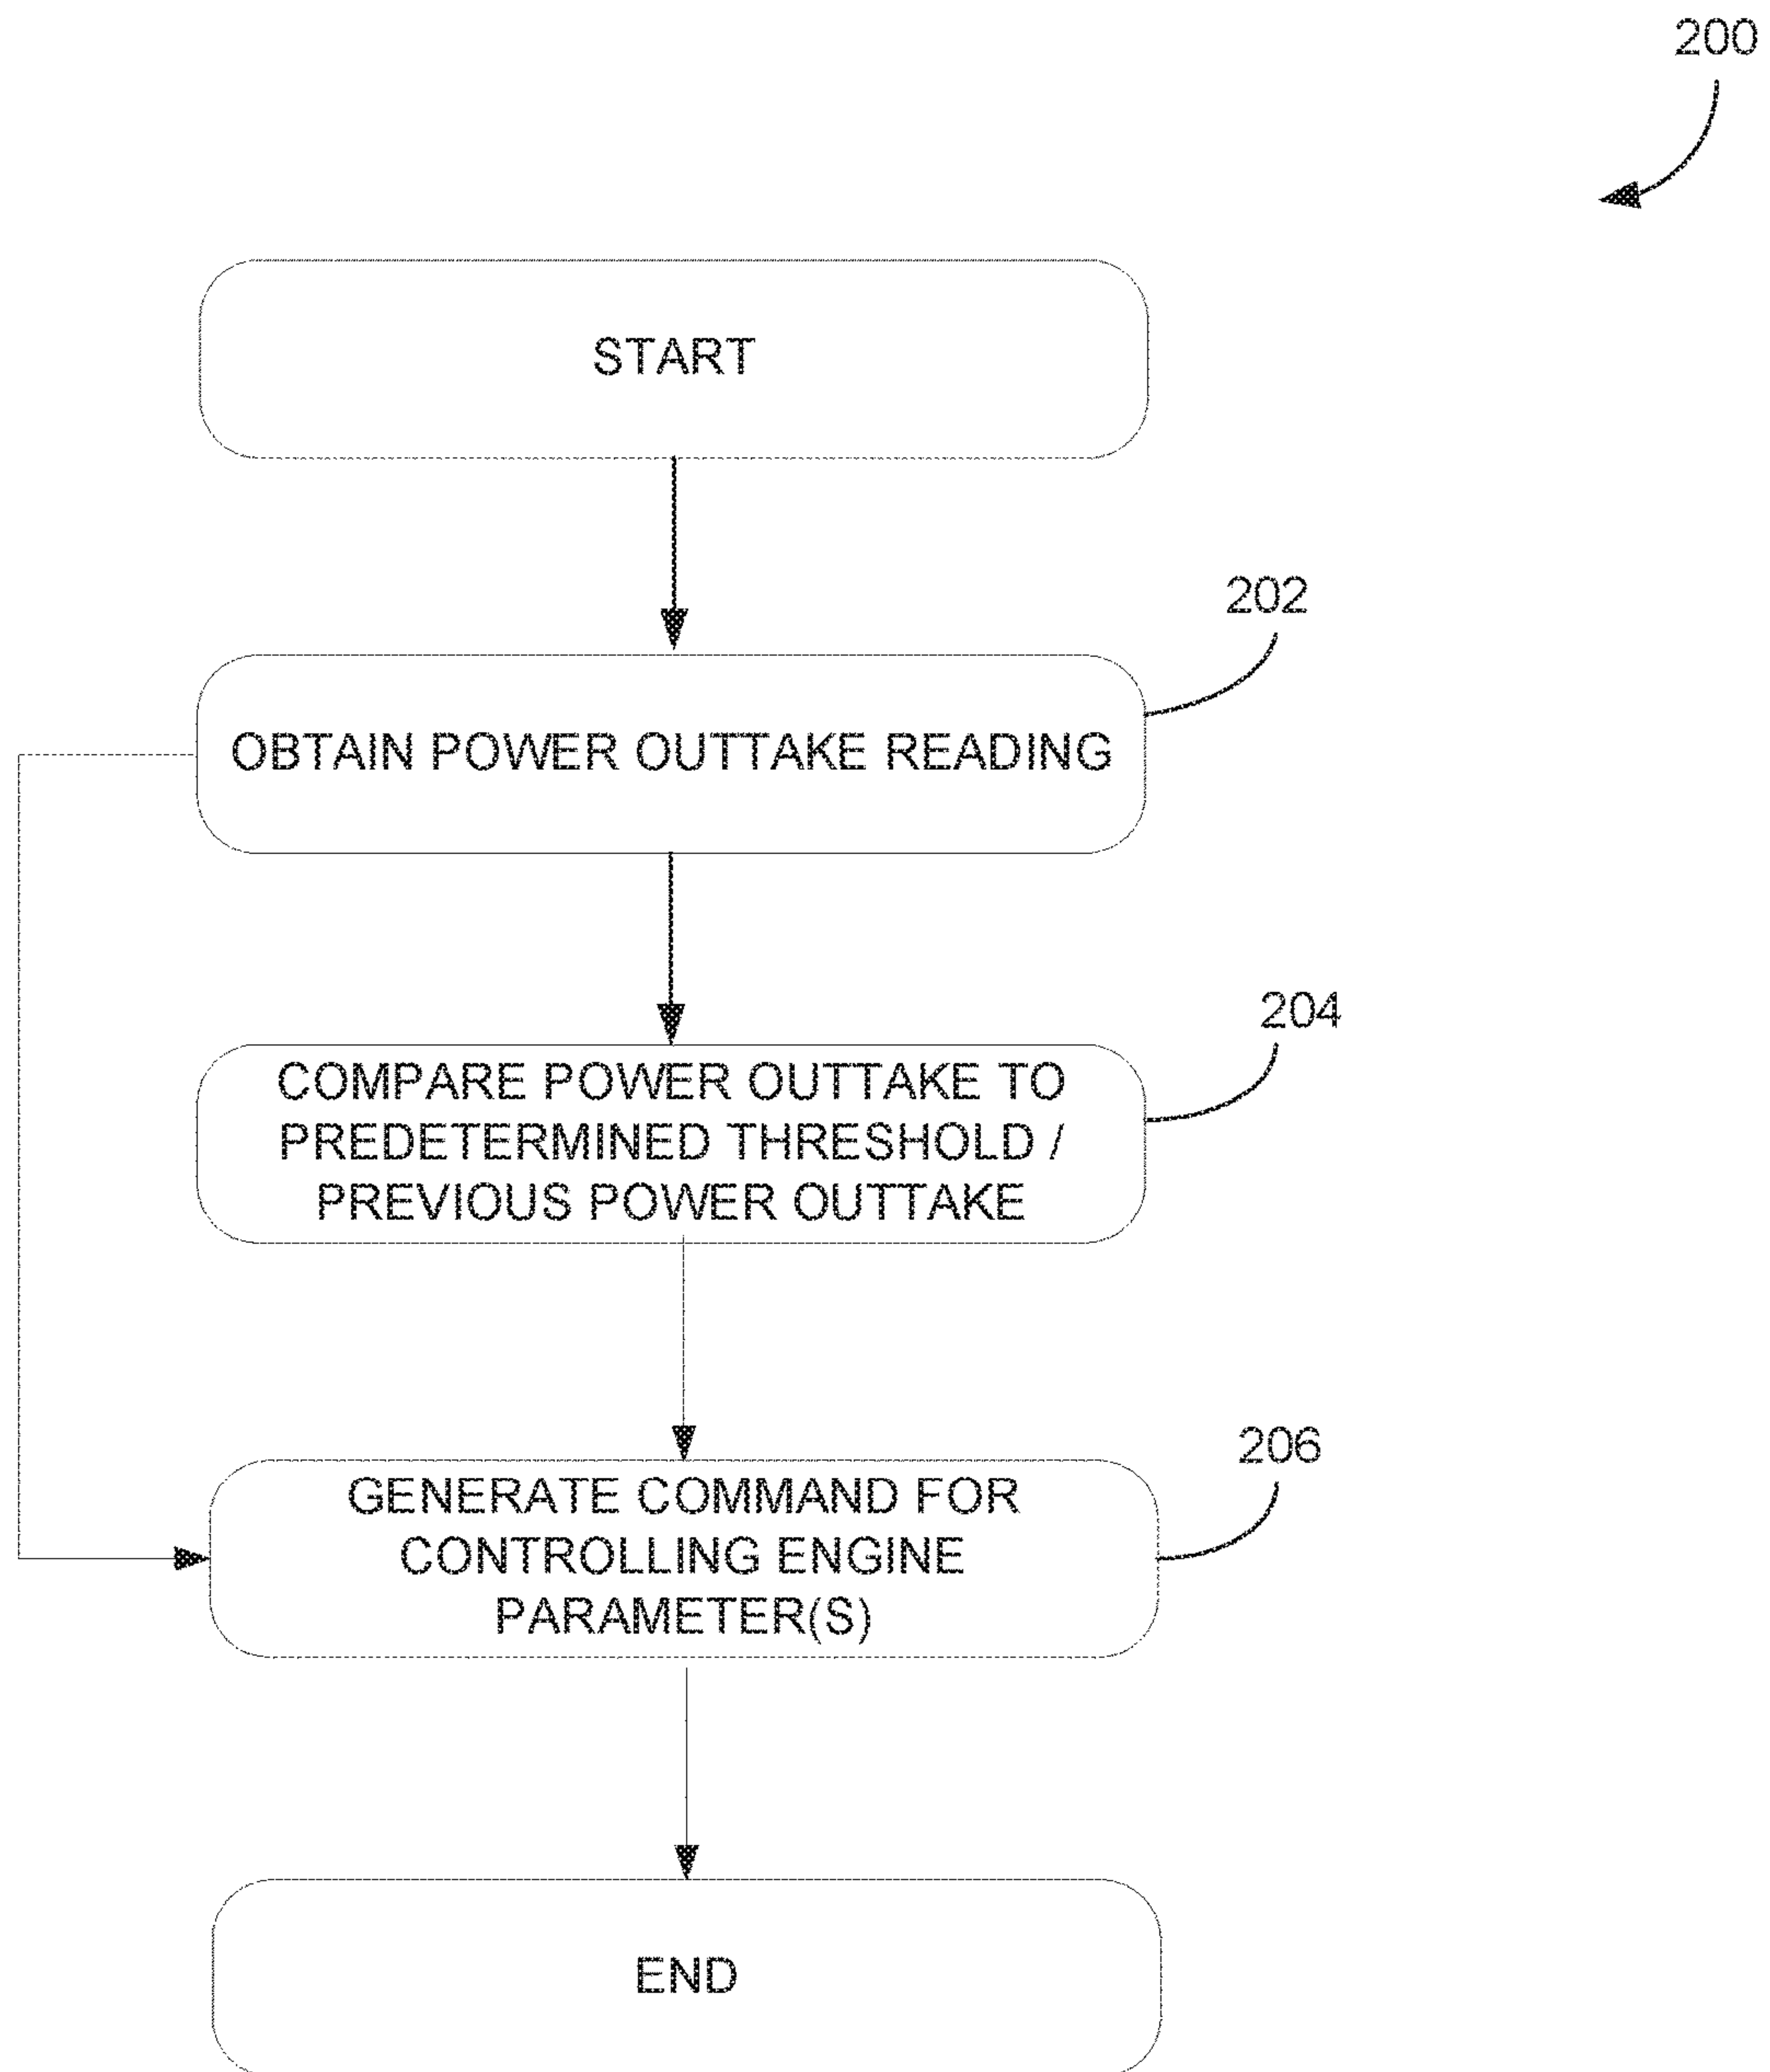 200
START
202
OBTAIN POWER OUTTAKE READING
204
COMPARE POWER OUTTAKE TO
PREDETERMINED THRESHOLD /
PREVIOUS POWER OUTTAKE
206
GENERATE COMMAND FOR
CONTROLLING ENGINE
PARAMETER(S)
END